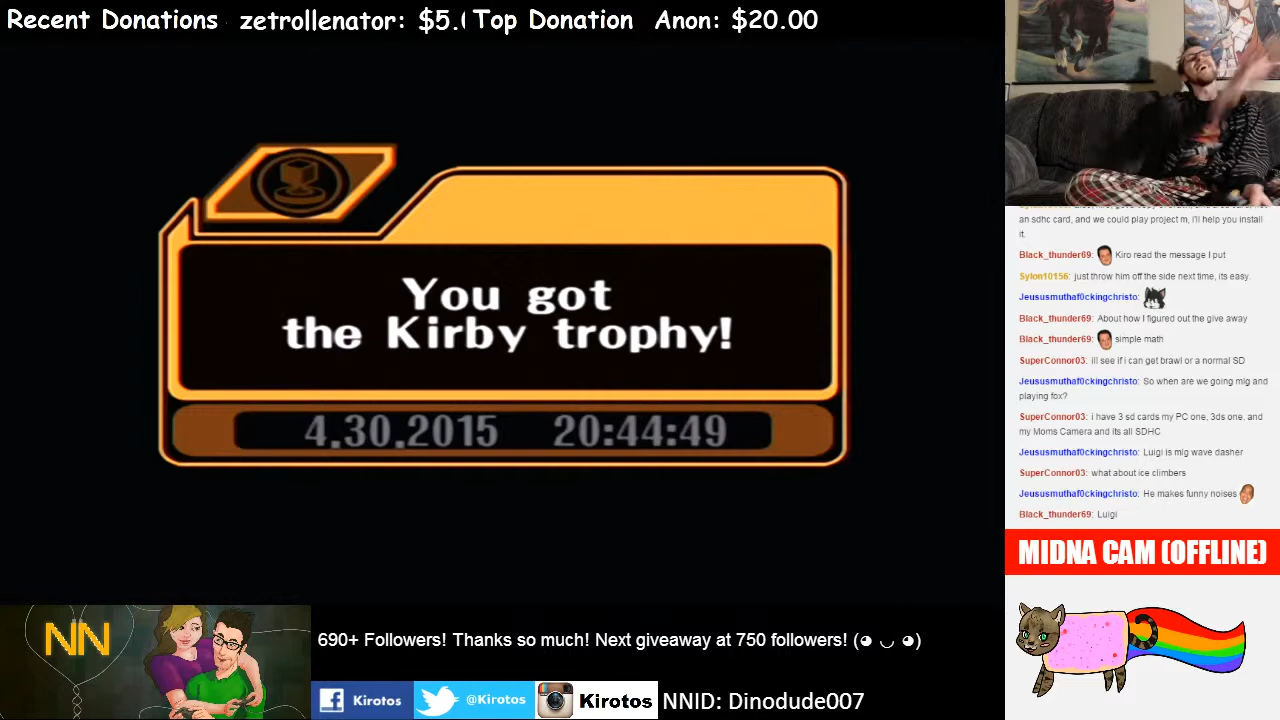 Recent Donations
zetrollenator: $5.
Top Donation
Anon: $20.00
You got
the Kirby trophy!
4.30.2015 20:44:49
an sdhc card, and we could play project m, I'll help you install
it.
Black_thunder69: Kiro read the message I put
Sylon10156: just throw him off the side next time, its easy.
Jeususmuthaf0ckingchristo:
Black_thunder69: About how I figured out the give away
Black_thunder69: simple math
SuperConnor03: ill see if i can get brawl or a normal SD
Jeususmuthaf0ckingchristo: So when are we going mlg and
playing fox?
SuperConnor03: i have 3 sd cards my PC one, 3ds one, and
my Moms Camera and its all SDHC
Jeususmuthaf0ckingchristo: Luigi is mlg wave dasher
SuperConnor03: what about ice climbers
Jeususmuthaf0ckingchristo: He makes funny noises
Black_thunder69: Luigi
MIDNA CAM (OFFLINE)
NN
690+ Followers! Thanks so much! Next giveaway at 750 followers! (◕ ◡ ◕)
Kirotos
@Kirotos
Kirotos
NNID: Dinodude007